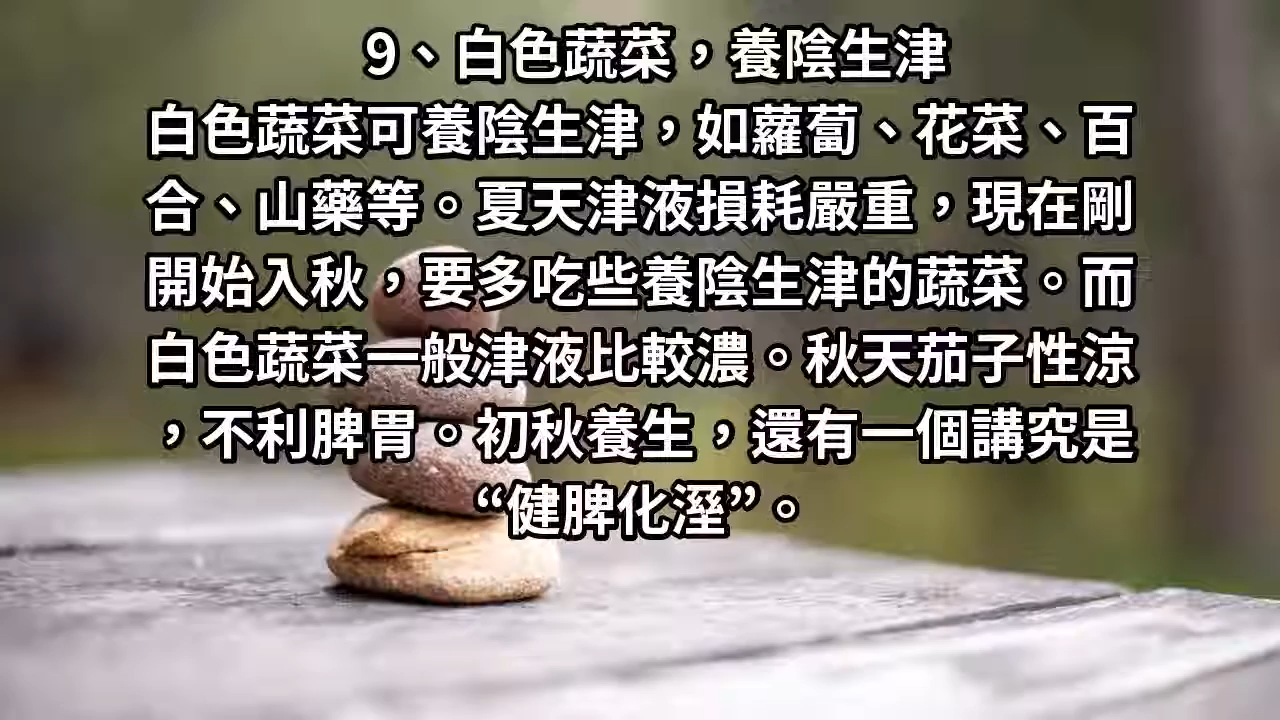 9、白色蔬菜，養陰生津
白色蔬菜可養陰生津，如蘿蔔、花菜、百
合、山藥等。夏天津液損耗嚴重，現在剛
開始入秋，要多吃些養陰生津的蔬菜。而
白色蔬菜一般津液比較濃。秋天茄子性涼
，不利脾胃。初秋養生，還有一個講究是
“健脾化溼”。